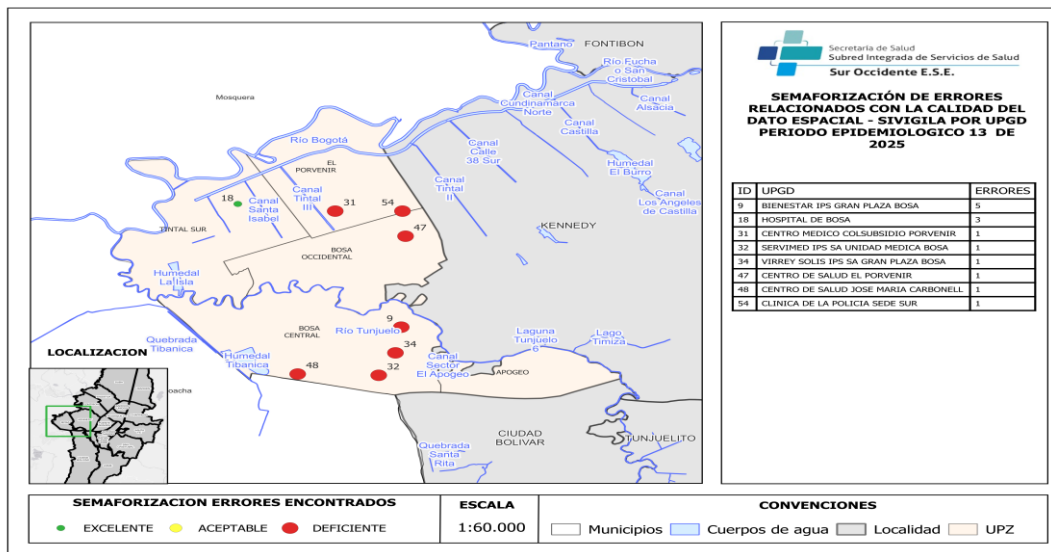 Pantano
FONTIBON
Río Fucha
o San
Cristobal
Mosquera
Canal
Cundinamarca
Norte
Canal
Alsacia
Canal
Castilla
Río Bogotá
Canal
Calle
38 Sur
Humedal
El Burro
EL
PORVENIR
Canal
Tintal
III
Canal
Tintal
II
Canal
Los Angeles
de Castilla
18
Canal
Santa
Isabel
31
54
47
TINTAL SUR
KENNEDY
BOSA
OCCIDENTAL
Humedal
La Isla
9
BOSA
CENTRAL
Río Tunjuelo
Laguna
Tunjuelo
6
Lago
Timiza
Quebrada
Tibanica
Humedal
Tibanica
34
Canal
Sector
El Apogeo
48
32
APOGEO
LOCALIZACION
oacha
CIUDAD
BOLIVAR
TUNJUELITO
Quebrada
Santa
Rita
Secretaría de Salud
Subred Integrada de Servicios de Salud
Sur Occidente E.S.E.
SEMAFORIZACIÓN DE ERRORES
RELACIONADOS CON LA CALIDAD DEL
DATO ESPACIAL - SIVIGILA POR UPGD
PERIODO EPIDEMIOLOGICO 13 DE
2025
ID UPGD ERRORES
9 BIENESTAR IPS GRAN PLAZA BOSA 5
18 HOSPITAL DE BOSA 3
31 CENTRO MEDICO COLSUBSIDIO PORVENIR 1
32 SERVIMED IPS SA UNIDAD MEDICA BOSA 1
34 VIRREY SOLIS IPS SA GRAN PLAZA BOSA 1
47 CENTRO DE SALUD EL PORVENIR 1
48 CENTRO DE SALUD JOSE MARIA CARBONELL 1
54 CLINICA DE LA POLICIA SEDE SUR 1
SEMAFORIZACION ERRORES ENCONTRADOS
EXCELENTE ACEPTABLE DEFICIENTE
ESCALA
1:60.000
CONVENCIONES
Municipios Cuerpos de agua Localidad UPZ